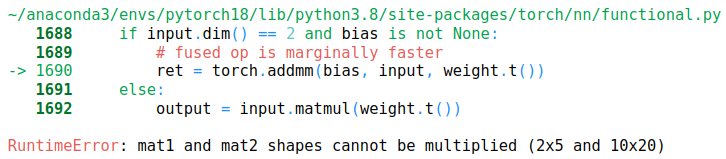 ~/anaconda3/envs/pytorch18/lib/python3.8/site-packages/torch/nn/functional.py
1688     if input.dim() == 2 and bias is not None:
1689         # fused op is marginally faster
-> 1690         ret = torch.addmm(bias, input, weight.t())
1691     else:
1692         output = input.matmul(weight.t())
RuntimeError: mat1 and mat2 shapes cannot be multiplied (2x5 and 10x20)